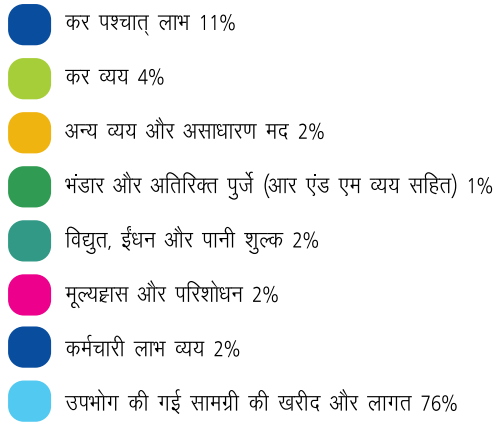 कर पश्चात् लाभ 11%
कर व्यय 4%
अन्य व्यय और असाधारण मद 2%
भंडार और अतिरिक्त पुर्जे (आर एंड एम व्यय सहित) 1%
विद्युत, ईंधन और पानी शुल्क 2%
मूल्यह्रास और परिशोधन 2%
कर्मचारी लाभ व्यय 2%
उपभोग की गई सामग्री की खरीद और लागत 76%